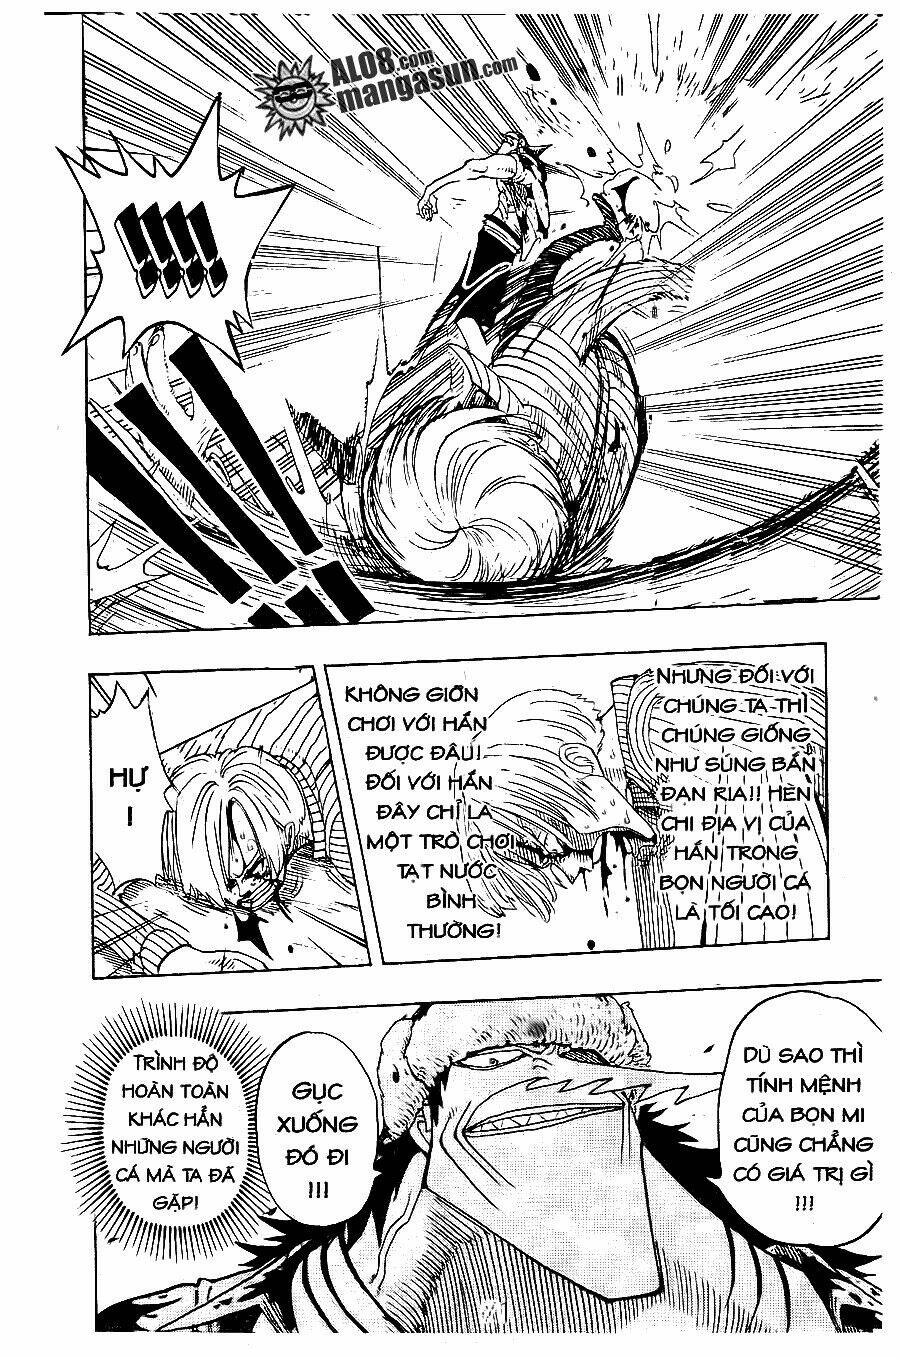 AL08.com
mangasun.com
!!!!
!!!
NHƯNG ĐỐI VỚI
CHÚNG TA THÌ
CHÚNG GIỐNG
NHƯ SÚNG BẮN
ĐẠN RIA!! HÈN
CHI ĐỊA VỊ CỦA
HẮN TRONG
BỌN NGƯỜI CÁ
LÀ TỐI CAO!
KHÔNG GIỠN
CHƠI VỚI HẮN
ĐƯỢC ĐÂU!
ĐỐI VỚI HẮN
ĐÂY CHỈ LÀ
MỘT TRÒ CHƠI
TẠT NƯỚC
BÌNH
THƯỜNG!
HỰ
!
DÙ SAO THÌ
TÍNH MỆNH
CỦA BỌN MI
CŨNG CHẲNG
CÓ GIÁ TRỊ GÌ
!!!
GỤC
XUỐNG
ĐÓ ĐI
!!!
TRÌNH ĐỘ
HOÀN TOÀN
KHÁC HẲN
NHỮNG NGƯỜI
CÁ MÀ TA ĐÃ
GẶP!